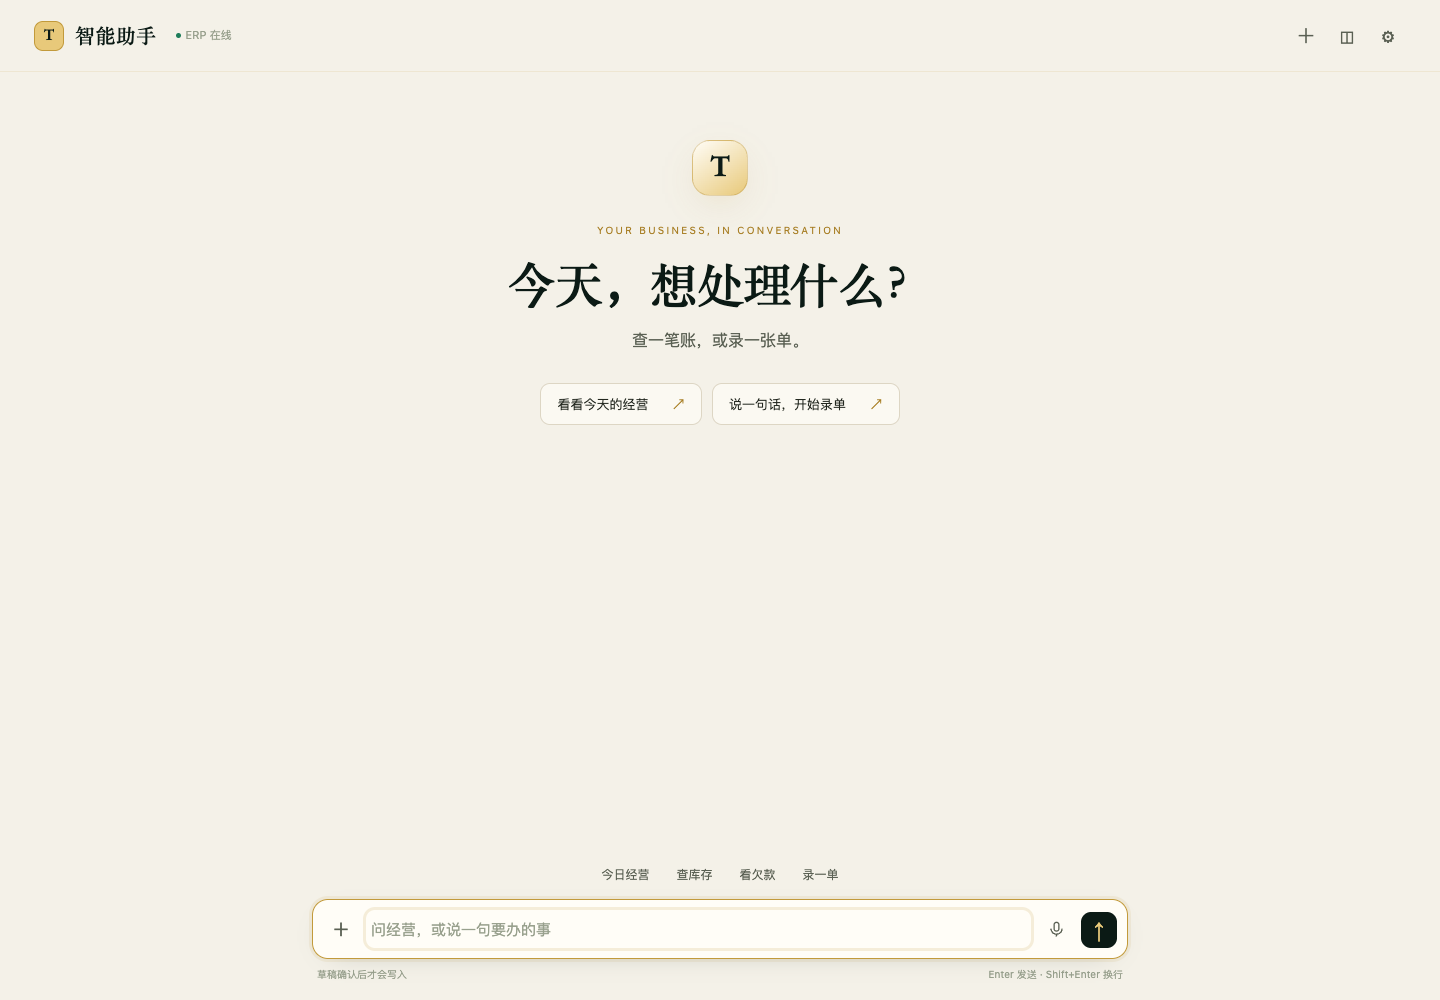 T 智能助手 ERP 在线
T
YOUR BUSINESS, IN CONVERSATION
今天，想处理什么？
查一笔账，或录一张单。
看看今天的经营 ↗ 说一句话，开始录单 ↗
今日经营 查库存 看欠款 录一单
问经营，或说一句要办的事
草稿确认后才会写入 Enter 发送 · Shift+Enter 换行